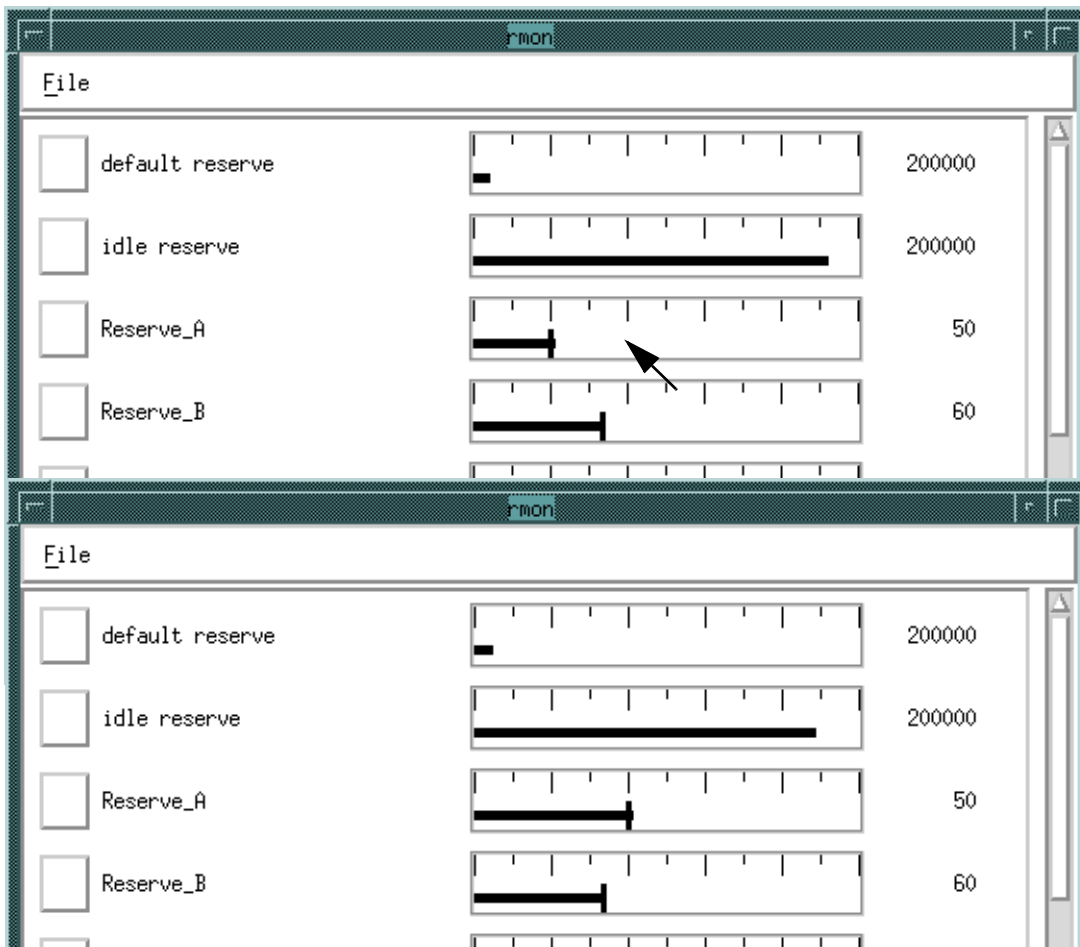 rmon
File
default reserve 200000
idle reserve 200000
Reserve_A 50
Reserve_B 60
rmon
File
default reserve 200000
idle reserve 200000
Reserve_A 50
Reserve_B 60